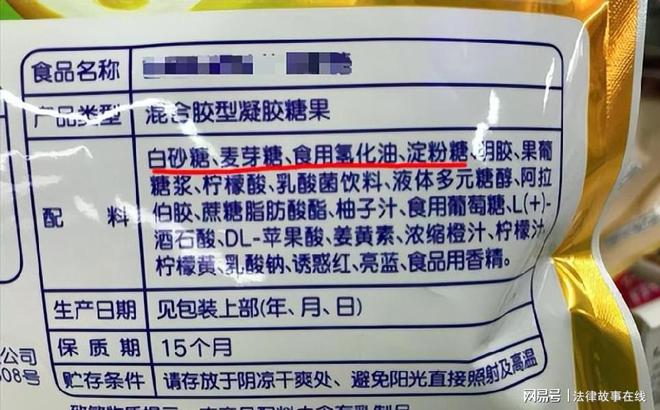 食品名称
产品类型 混合胶型凝胶糖果
白砂糖、麦芽糖、食用氢化油、淀粉糖、明胶、果葡
糖浆、柠檬酸、乳酸菌饮料、液体多元糖醇、阿拉
配 料 伯胶、蔗糖脂肪酸酯、柚子汁、食用葡萄糖、L(+)-
酒石酸、DL-苹果酸、姜黄素、浓缩橙汁、柠檬汁、
柠檬黄、乳酸钠、诱惑红、亮蓝、食品用香精。
生产日期 见包装上部(年、月、日)
公司
保质期 15个月
508号
贮存条件 请存放于阴凉干爽处、避免阳光直接照射及高温
网易号 | 法律故事在线